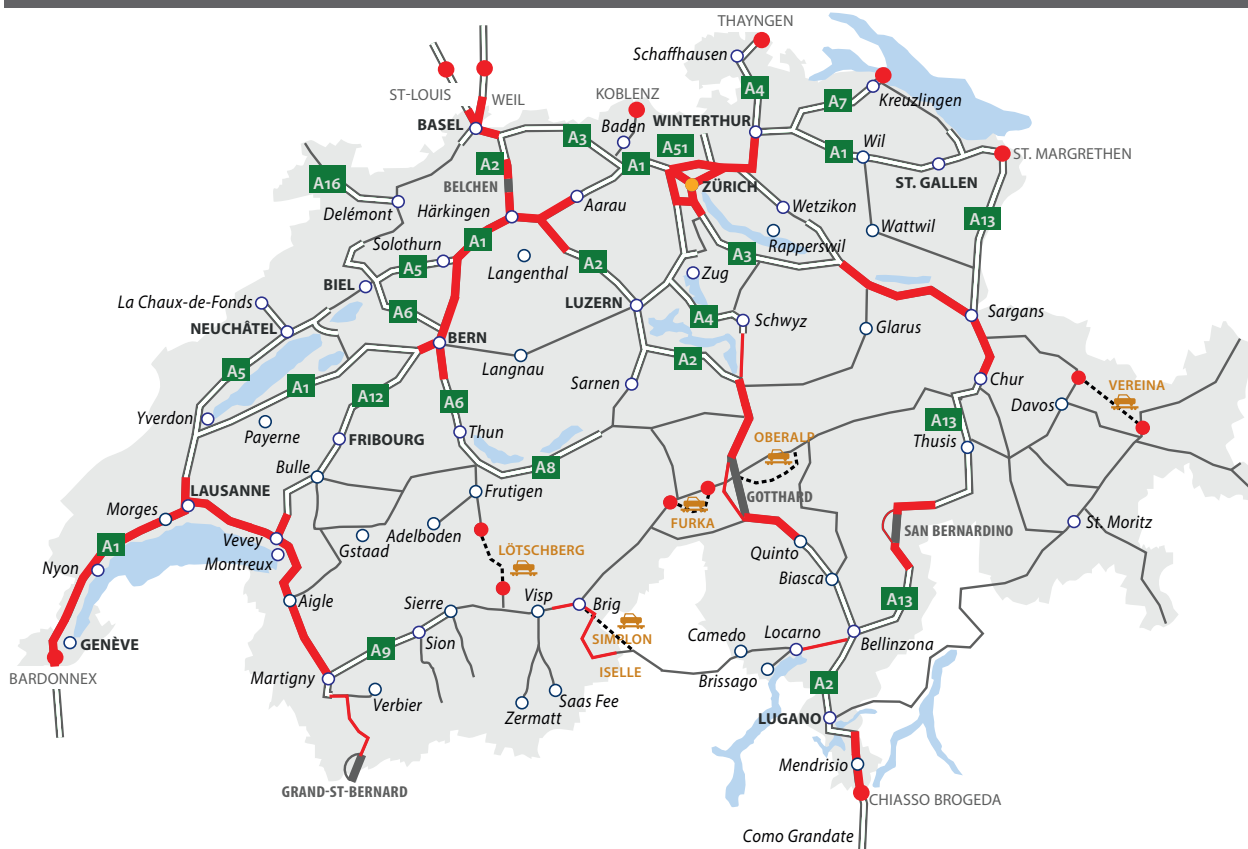 THAYNGEN
Schaffhausen
ST-LOUIS
WEIL
KOBLENZ
A4
A7
Kreuzlingen
BASEL
A3
Baden
WINTERTHUR
A51
A1
Wil
ST. MARGRETHEN
A2
A1
ZÜRICH
ST. GALLEN
A16
BELCHEN
Delémont
Härkingen
Aarau
Wetzikon
A13
Solothurn
A1
Rapperswil
Wattwil
A5
Langenthal
A2
A3
BIEL
Zug
La Chaux-de-Fonds
LUZERN
NEUCHÂTEL
A6
BERN
A4
Schwyz
Glarus
Sargans
A5
A1
Langnau
A2
A12
Sarnen
Chur
VEREINA
A6
Davos
Yverdon
Payerne
FRIBOURG
Thun
OBERALP
A13
Thusis
Bulle
A8
LAUSANNE
Frutigen
GOTTHARD
Morges
FURKA
SAN BERNARDINO
St. Moritz
Vevey
Gstaad
Adelboden
A1
Montreux
LÖTSCHBERG
Quinto
Nyon
Biasca
Aigle
Sierre
Visp
Brig
A13
GENÈVE
SIMPLON
Camedo
Locarno
Bellinzona
A9
Sion
ISELLE
BARDONNEX
Martigny
Brissago
A2
Verbier
Saas Fee
Zermatt
LUGANO
Mendrisio
GRAND-ST-BERNARD
CHIASSO BROGEDA
Como Grandate